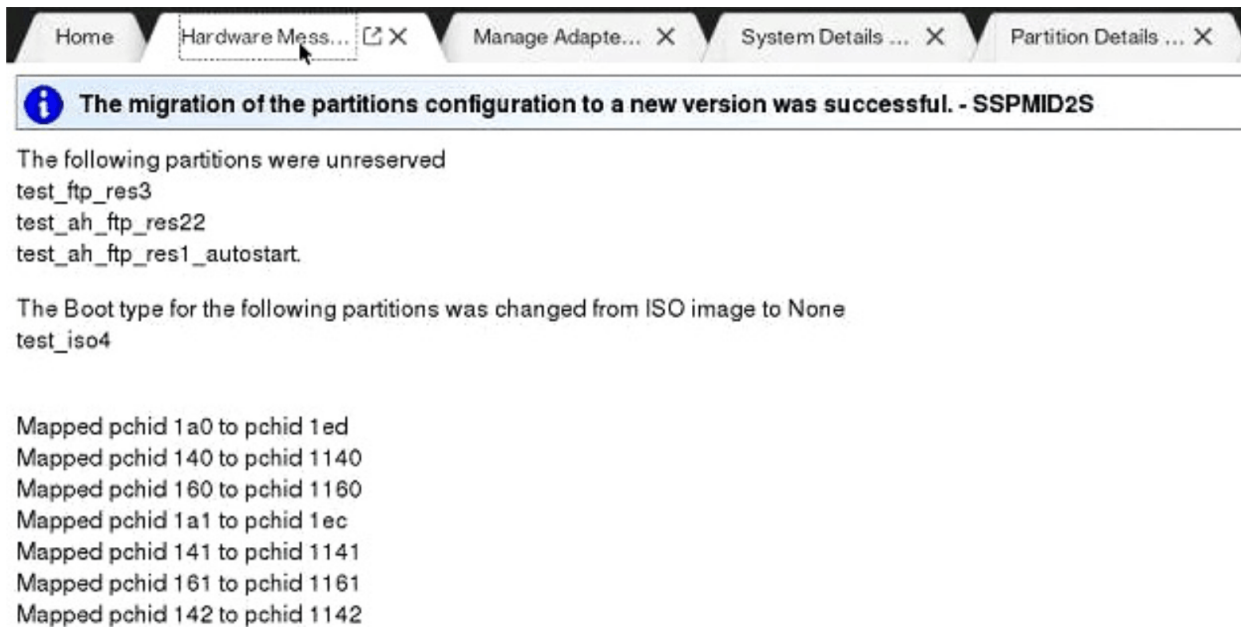 Home
Hardware Mess...
Manage Adapte...
System Details ...
Partition Details ...
The migration of the partitions configuration to a new version was successful. - SSPMID2S
The following partitions were unreserved
test_ftp_res3
test_ah_ftp_res22
test_ah_ftp_res1_autostart.
The Boot type for the following partitions was changed from ISO image to None
test_iso4
Mapped pchid 1a0 to pchid 1ed
Mapped pchid 140 to pchid 1140
Mapped pchid 160 to pchid 1160
Mapped pchid 1a1 to pchid 1ec
Mapped pchid 141 to pchid 1141
Mapped pchid 161 to pchid 1161
Mapped pchid 142 to pchid 1142